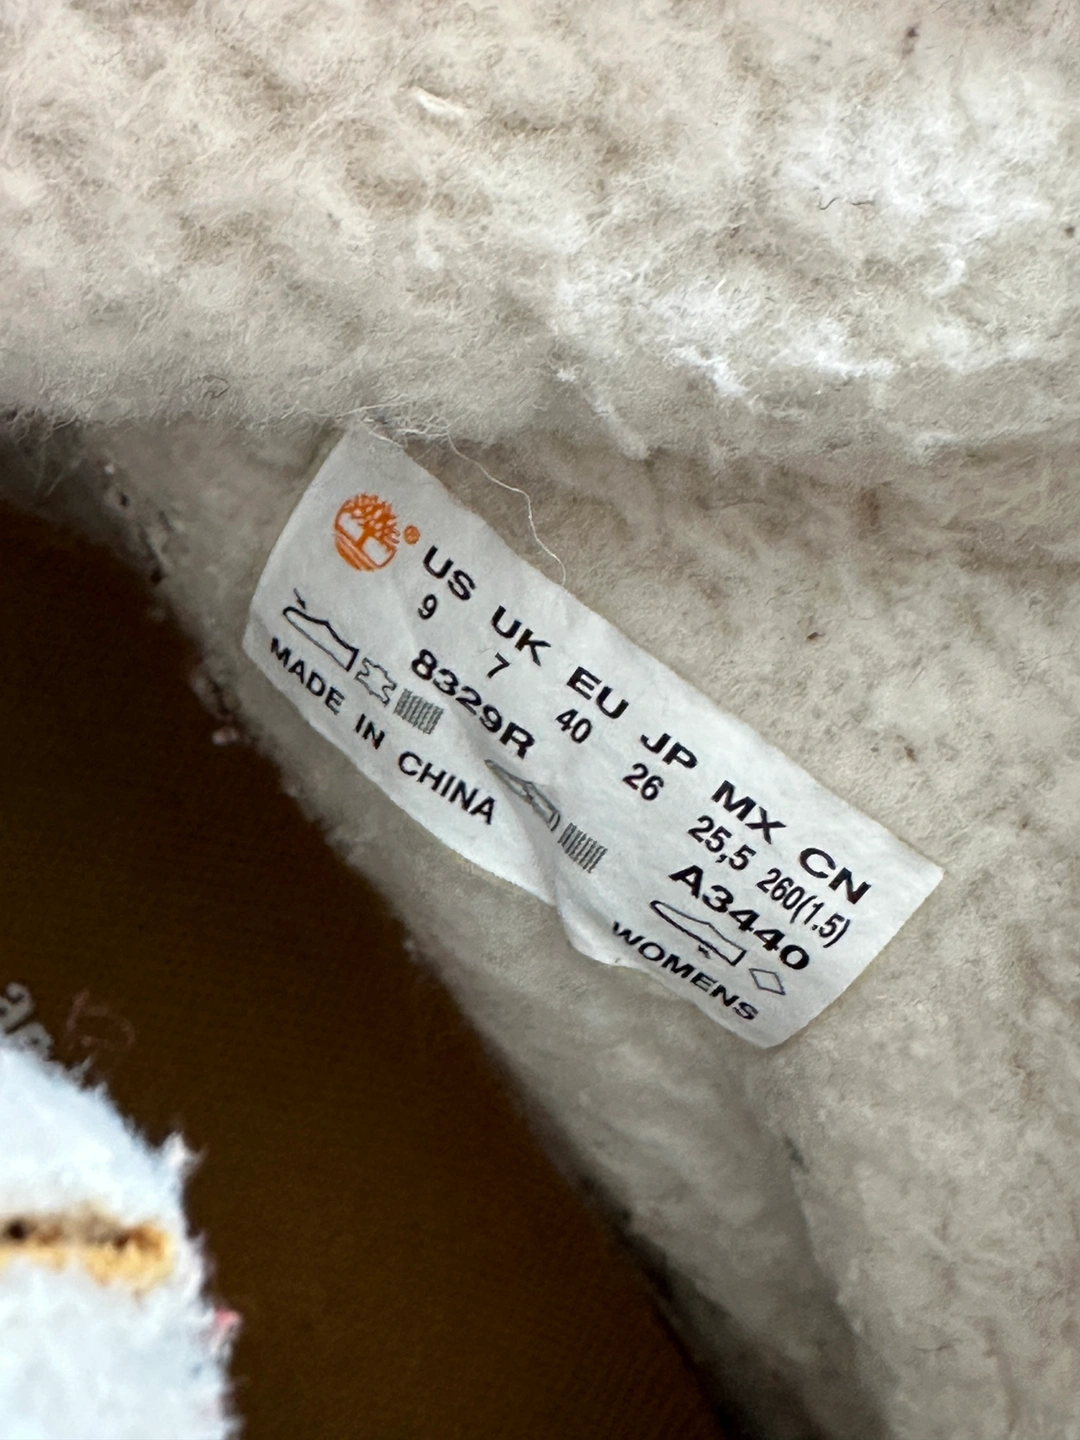 ® US UK EU JP MX CN
9 7 40 26 25,5 260(1.5)
8329R A3440
MADE IN CHINA WOMENS